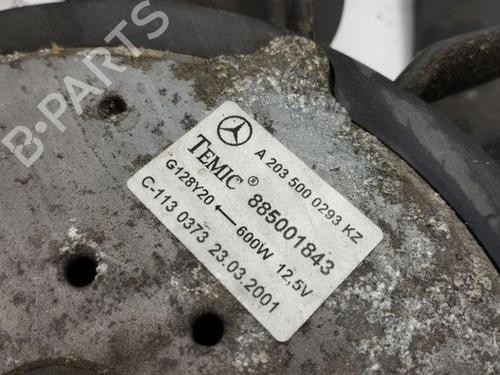 B-PARTS
A 203 500 0293 KZ
TEMIC ® 885001843
G128Y20 ← 600W 12,5V
C-113 0373 23.03.2001